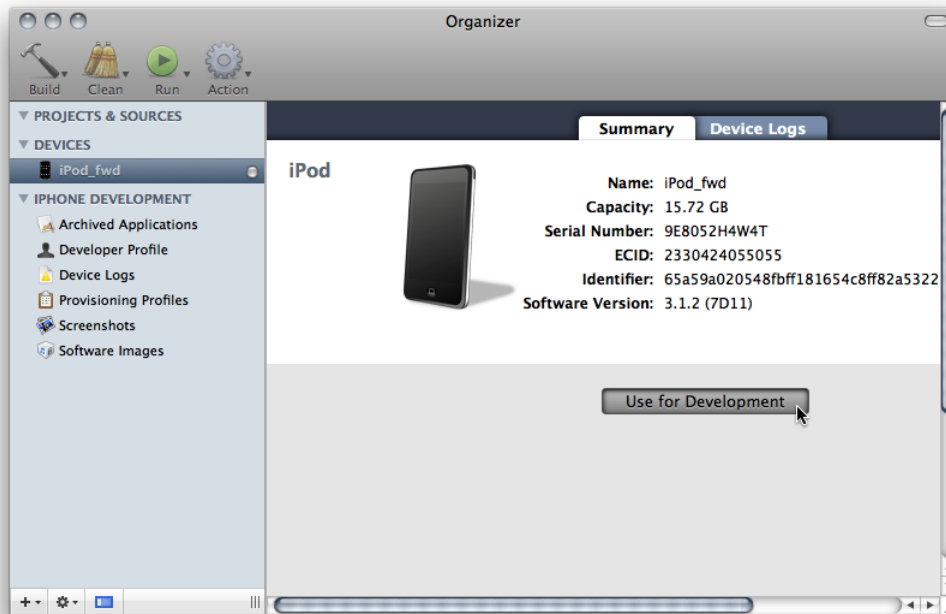 Organizer
Build Clean Run Action
PROJECTS & SOURCES
DEVICES
iPod_fwd
IPHONE DEVELOPMENT
Archived Applications
Developer Profile
Device Logs
Provisioning Profiles
Screenshots
Software Images
Summary Device Logs
iPod
Name: iPod_fwd
Capacity: 15.72 GB
Serial Number: 9E8052H4W4T
ECID: 2330424055055
Identifier: 65a59a020548fbff181654c8ff82a5322
Software Version: 3.1.2 (7D11)
Use for Development